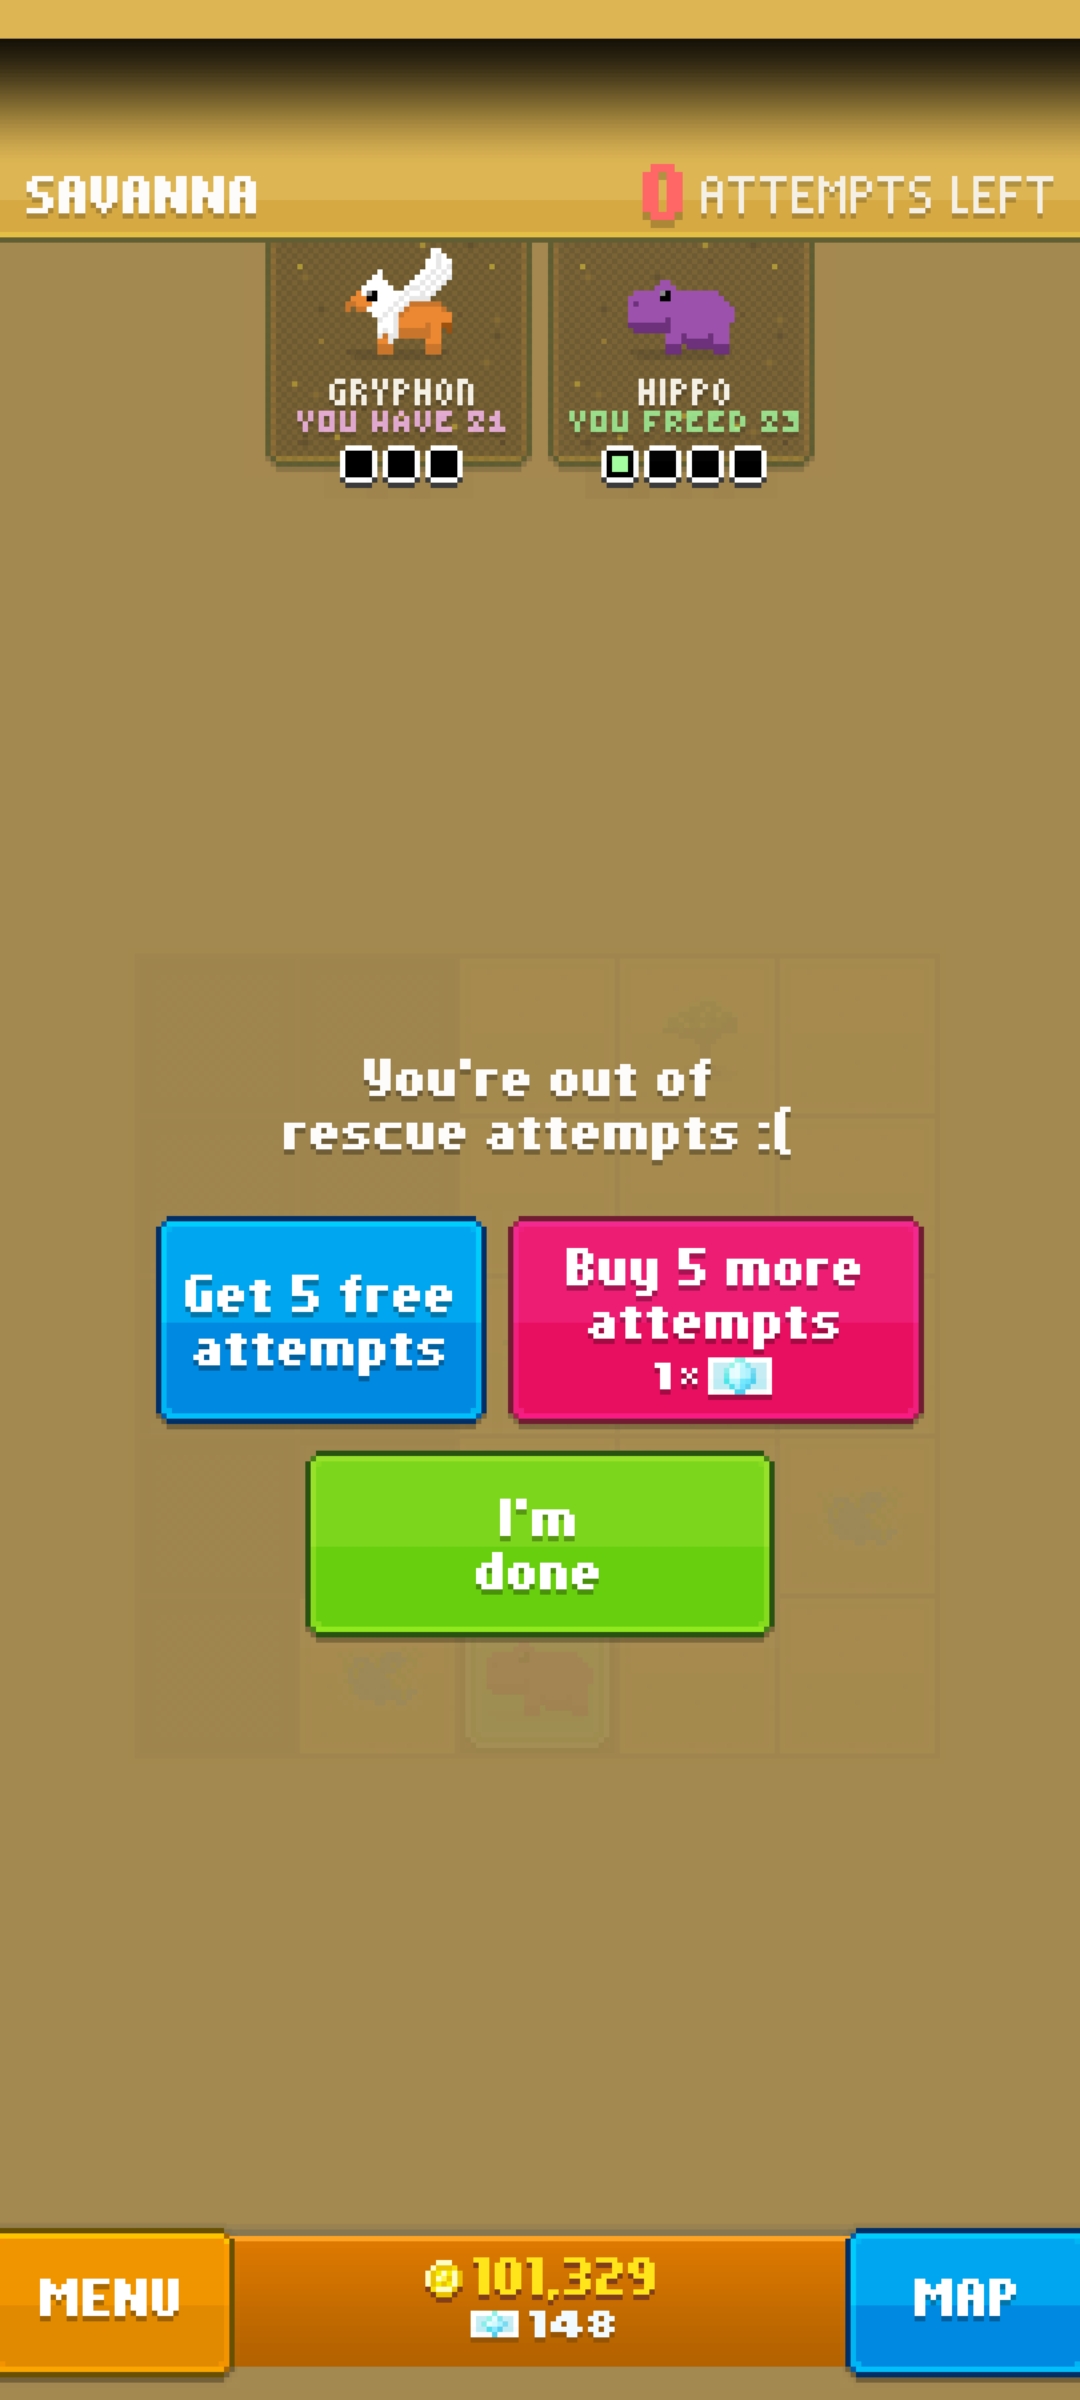 SAVANNA
0 ATTEMPTS LEFT
GRYPHON
YOU HAVE 21
HIPPO
YOU FREED 23
You're out of
rescue attempts :(
Get 5 free
attempts
Buy 5 more
attempts
1×
I'm
done
MENU
101,329
148
MAP